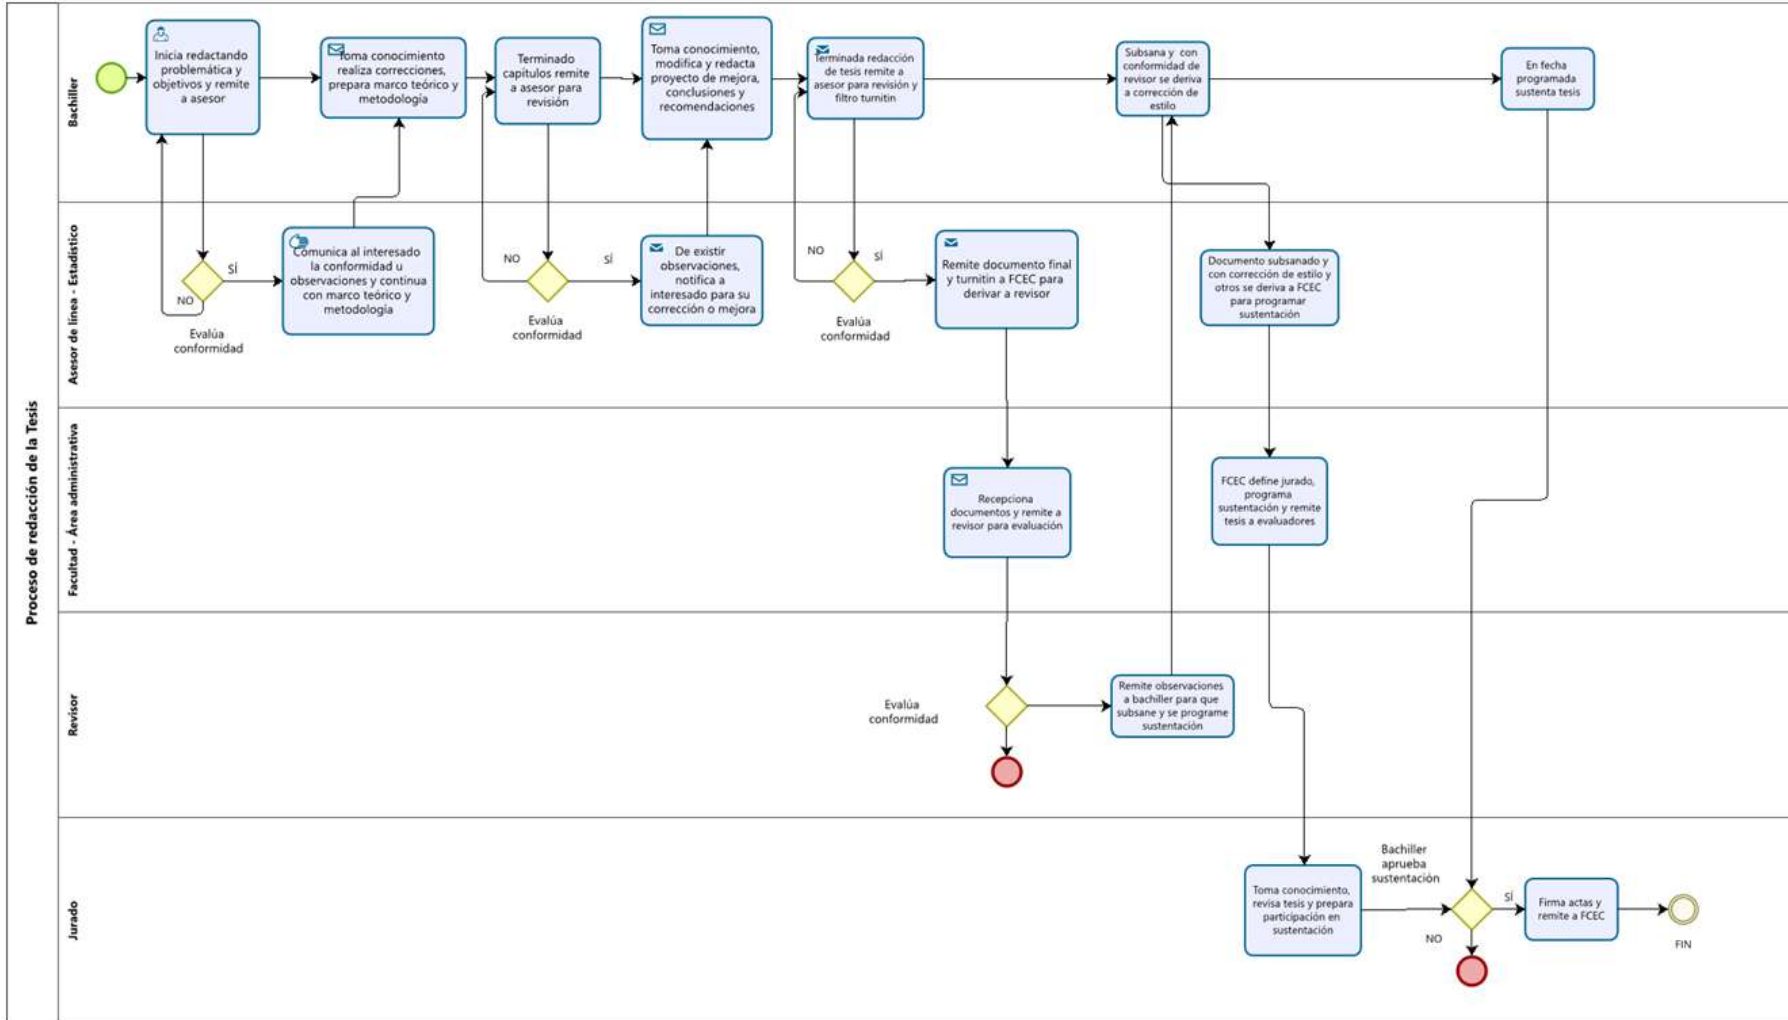 Proceso de redacción de la Tesis
Bachiller
Inicia redactando
problemática y
objetivos y remite
a asesor
Toma conocimiento
realiza correcciones,
prepara marco teórico y
metodología
Terminado
capítulos remite
a asesor para
revisión
Toma conocimiento,
modifica y redacta
proyecto de mejora,
conclusiones y
recomendaciones
Terminada redacción
de tesis remite a
asesor para revisión y
filtro turnitin
Subsana y con
conformidad de
revisor se deriva
a corrección de
estilo
En fecha
programada
sustenta tesis
Asesor de línea - Estadístico
SÍ
NO
Evalúa
conformidad
Comunica al interesado
la conformidad u
observaciones y continua
con marco teórico y
metodología
NO
SÍ
Evalúa
conformidad
De existir
observaciones,
notifica a
interesado para su
corrección o mejora
NO
SÍ
Evalúa
conformidad
Remite documento final
y turnitin a FCEC para
derivar a revisor
Documento subsanado y
con corrección de estilo y
otros se deriva a FCEC
para programar
sustentación
Facultad - Área administrativa
Recepciona
documentos y remite a
revisor para evaluación
FCEC define jurado,
programa
sustentación y remite
tesis a evaluadores
Revisor
Evalúa
conformidad
Remite observaciones
a bachiller para que
subsane y se programe
sustentación
Jurado
Toma conocimiento,
revisa tesis y prepara
participación en
sustentación
Bachiller
aprueba
sustentación
SÍ
NO
Firma actas y
remite a FCEC
FIN